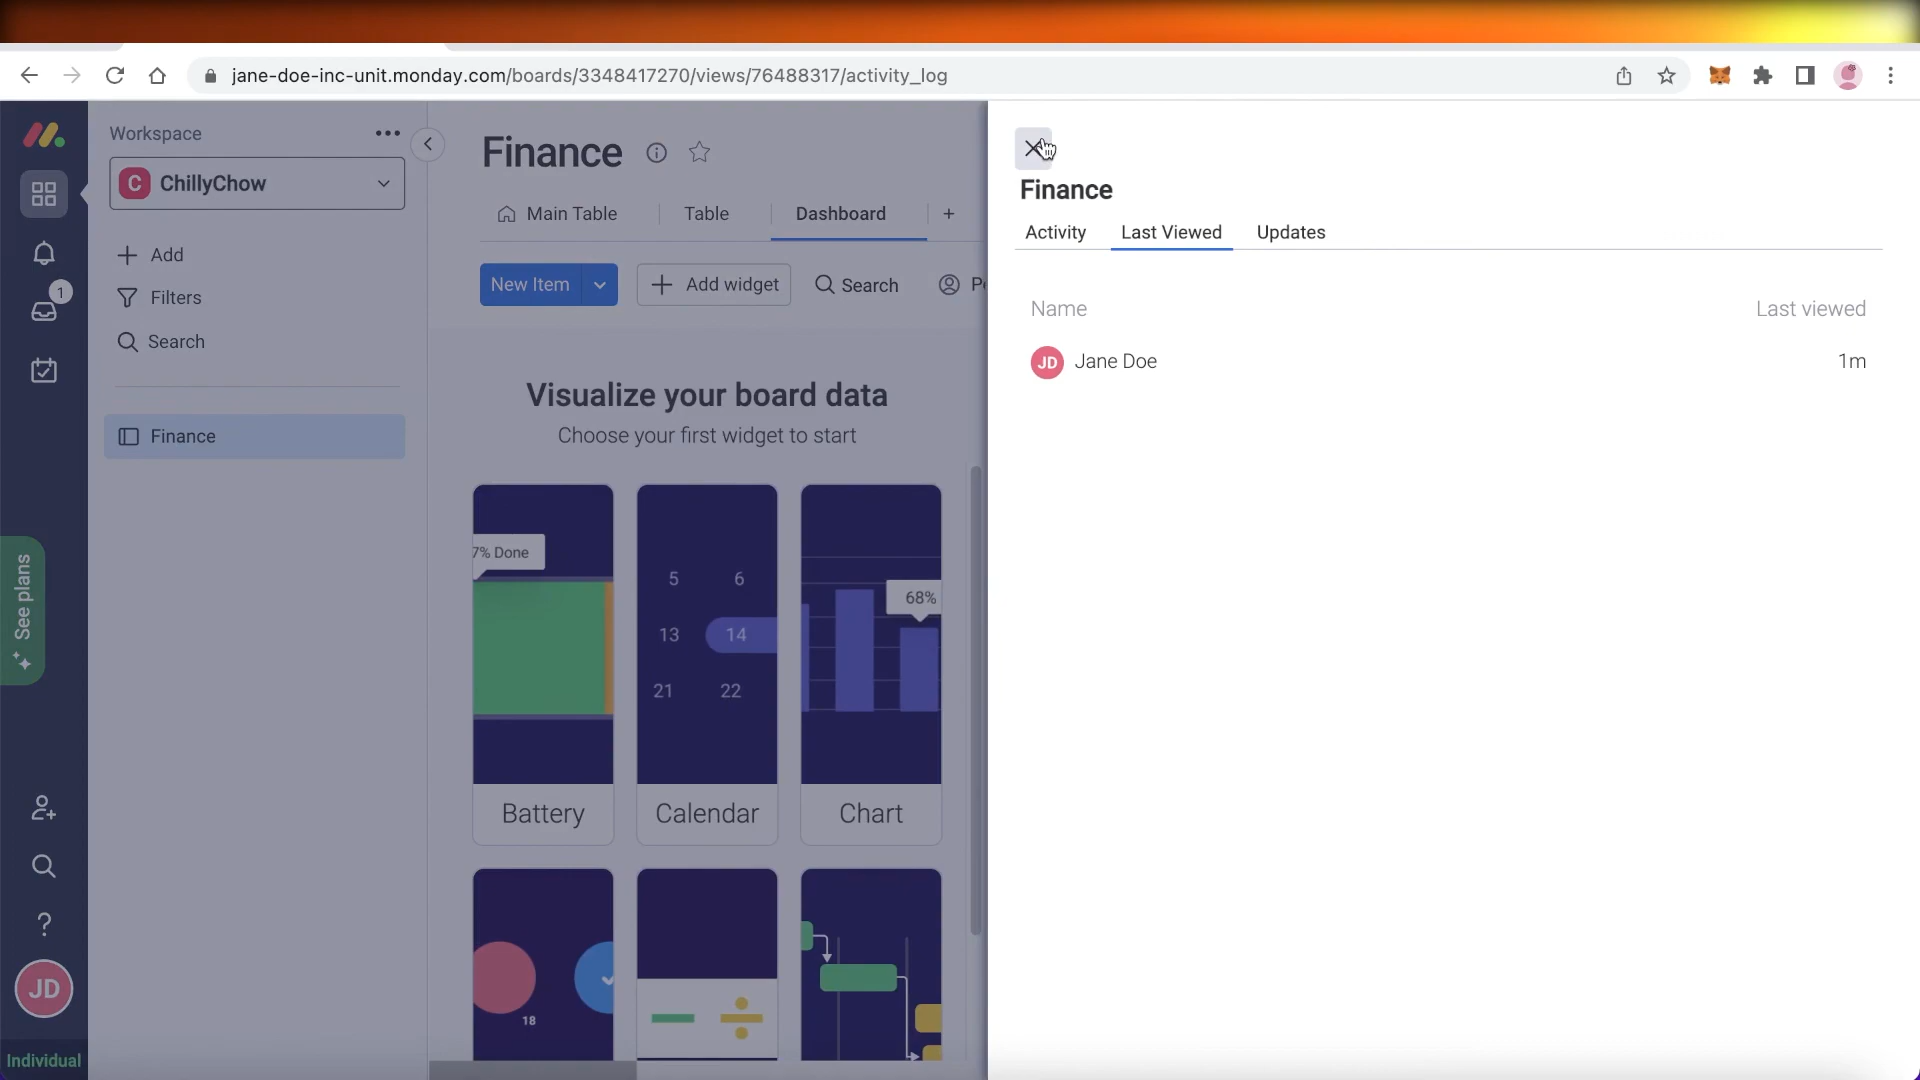 jane-doe-inc-unit.monday.com/boards/3348417270/views/76488317/activity_log
Workspace
C ChillyChow
Add
Filters
Search
Finance
1
See plans
JD
Individual
Finance
Main Table
Table
Dashboard
+
New Item
Add widget
Search
Visualize your board data
Choose your first widget to start
7% Done
Battery
5 6
13 14
21 22
Calendar
68%
Chart
18
Finance
Activity
Last Viewed
Updates
Name
Last viewed
JD Jane Doe
1m